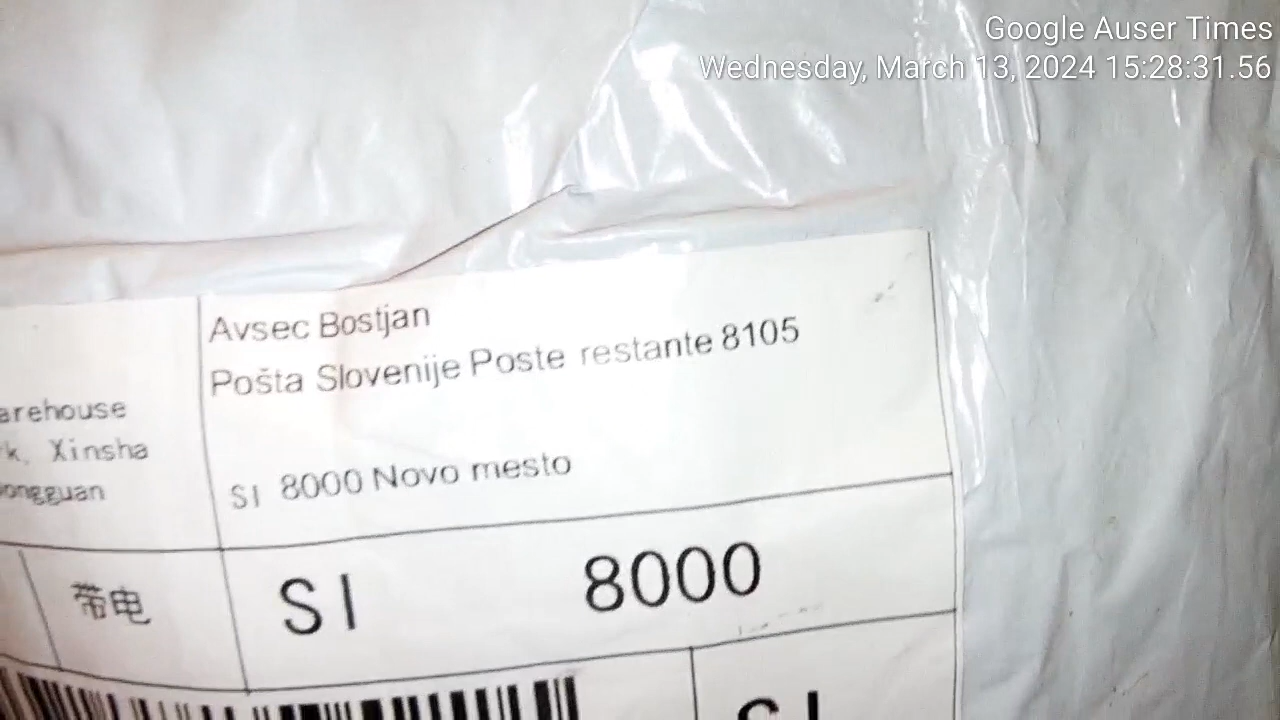 Google Auser Times
Wednesday, March 13, 2024 15:28:31.56
Avsec Bostjan
Pošta Slovenije Poste restante 8105
arehouse
k, Xinsha
ongguan
SI 8000 Novo mesto
带电
SI 8000
SI